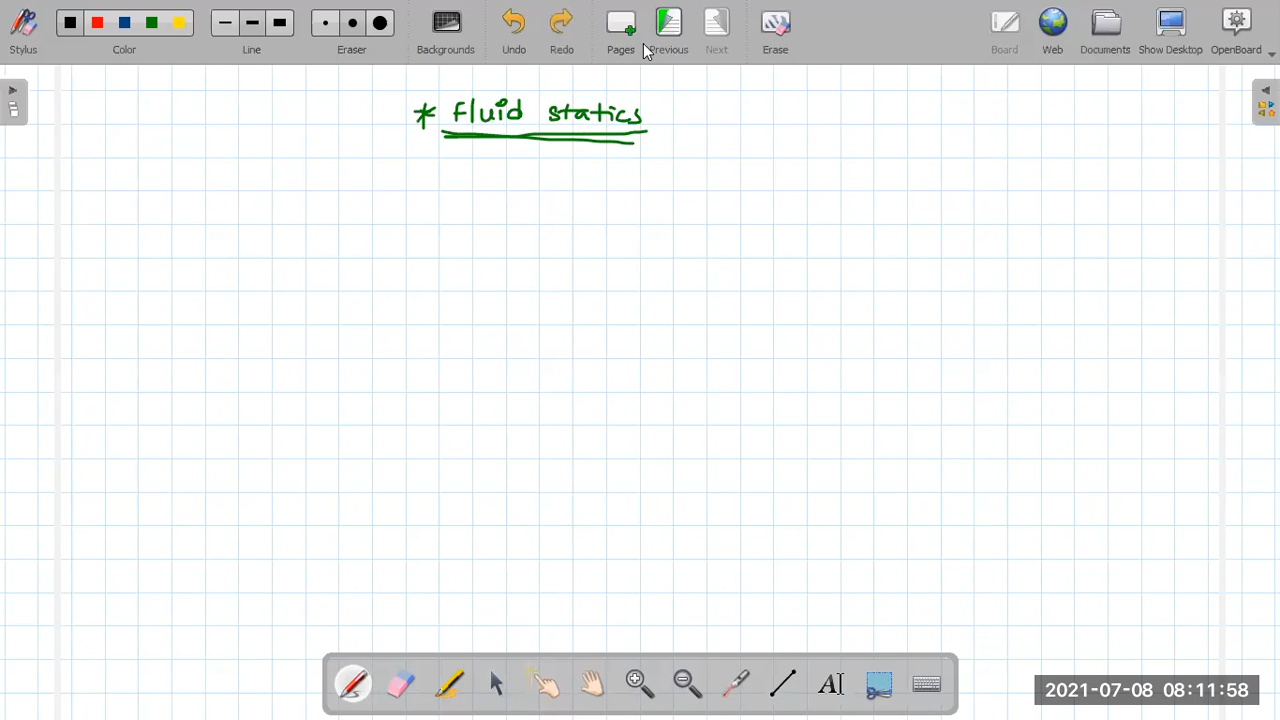 Stylus Color Line Eraser Backgrounds Undo Redo Pages Previous Next Erase Board Web Documents Show Desktop OpenBoard
* Fluid statics
2021-07-08 08:11:58